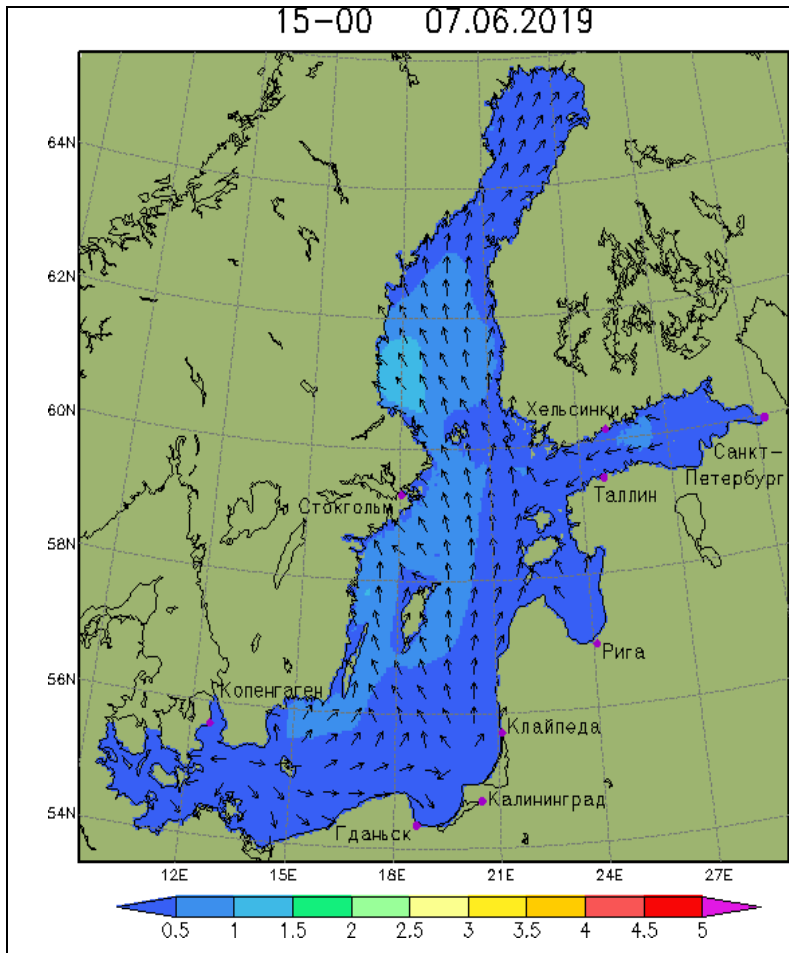 15-00 07.06.2019
64N
62N
60N
58N
56N
54N
Хельсинки
Санкт-
Петербург
Таллин
Стокгольм
Рига
Копенгаген
Клайпеда
Калининград
Гданьск
12E 15E 18E 21E 24E 27E
0.5 1 1.5 2 2.5 3 3.5 4 4.5 5